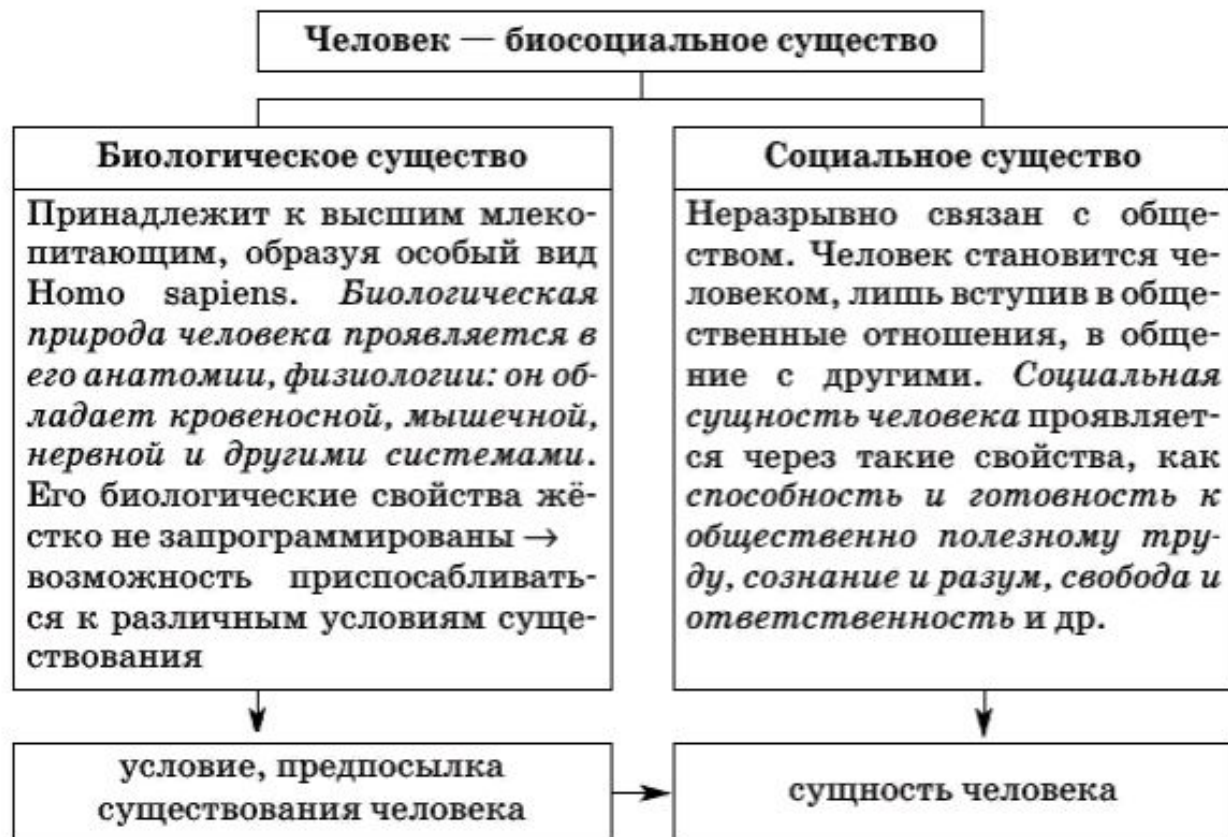 Человек — биосоциальное существо
Биологическое существо
Принадлежит к высшим млеко-
питающим, образуя особый вид
Homo sapiens. Биологическая
природа человека проявляется в
его анатомии, физиологии: он об-
ладает кровеносной, мышечной,
нервной и другими системами.
Его биологические свойства жё-
стко не запрограммированы →
возможность приспосабливать-
ся к различным условиям суще-
ствования
Социальное существо
Неразрывно связан с обще-
ством. Человек становится че-
ловеком, лишь вступив в обще-
ственные отношения, в обще-
ние с другими. Социальная
сущность человека проявляет-
ся через такие свойства, как
способность и готовность к
общественно полезному тру-
ду, сознание и разум, свобода и
ответственность и др.
условие, предпосылка
существования человека
сущность человека